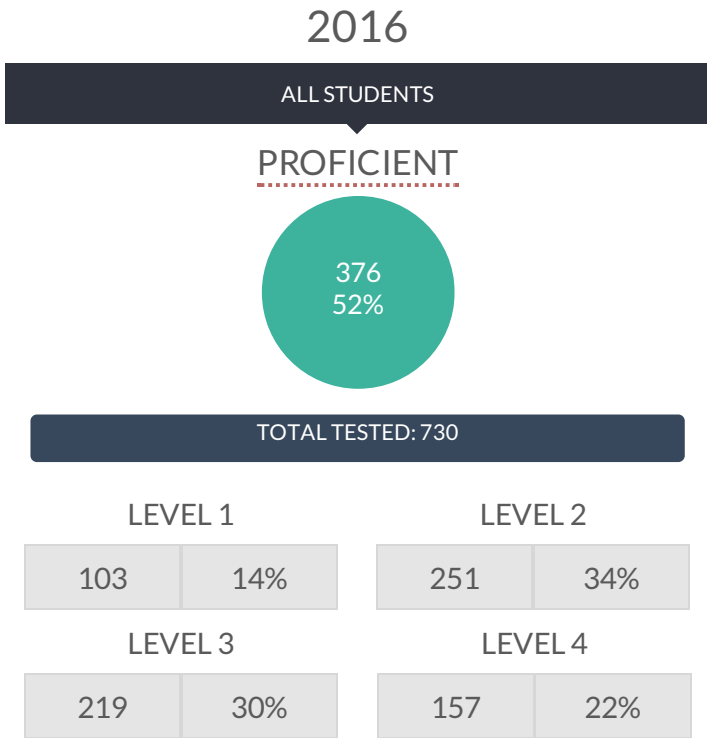 2016
ALL STUDENTS
PROFICIENT
376
52%
TOTAL TESTED: 730
LEVEL 1
LEVEL 2
103 14%
251 34%
LEVEL 3
LEVEL 4
219 30%
157 22%